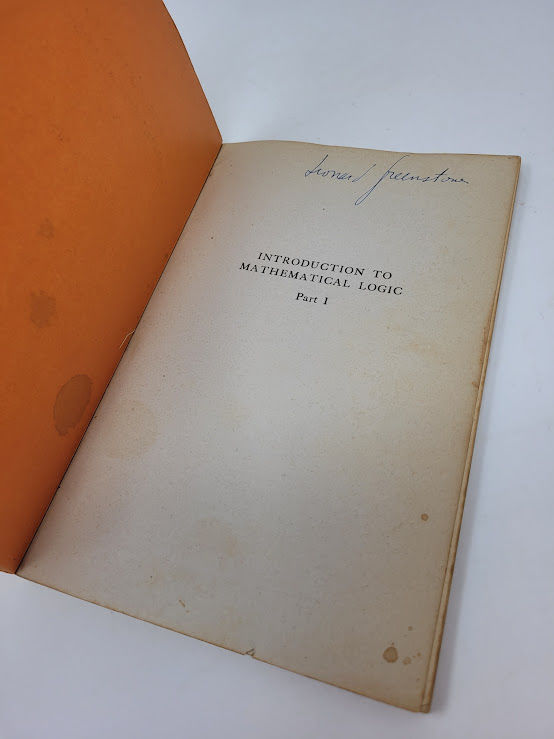 Leonard Greenstone
INTRODUCTION TO
MATHEMATICAL LOGIC
Part I